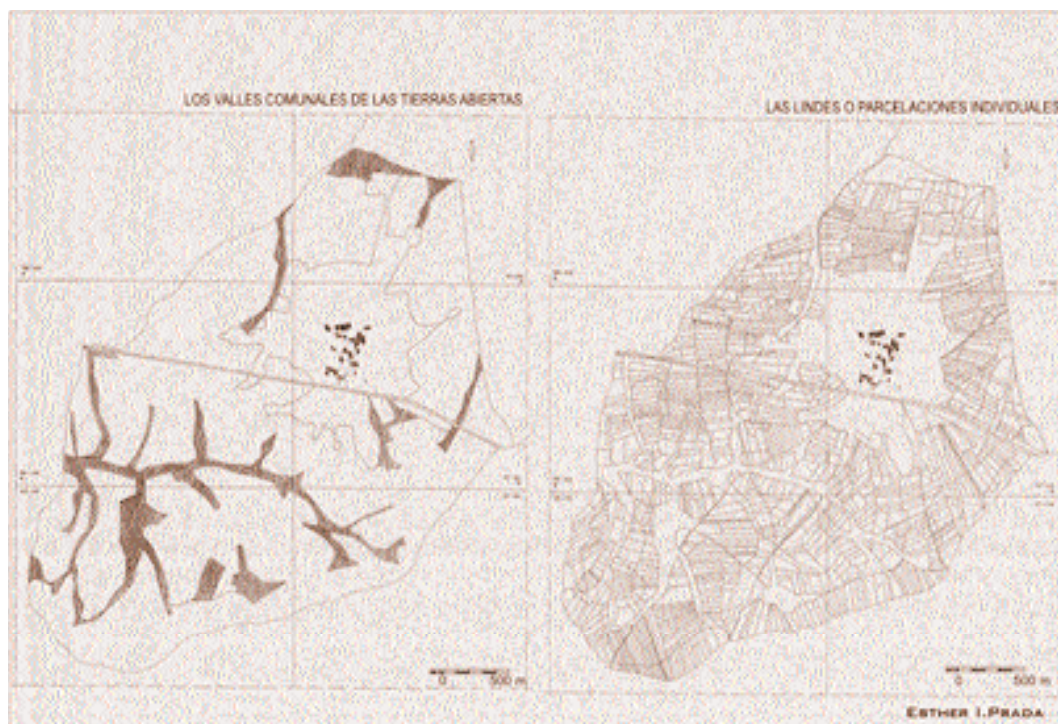 LOS VALLES COMUNALES DE LAS TIERRAS ABIERTAS
LAS LINDES O PARCELACIONES INDIVIDUALES
0 500 m
0 500 m
ESTHER I.PRADA